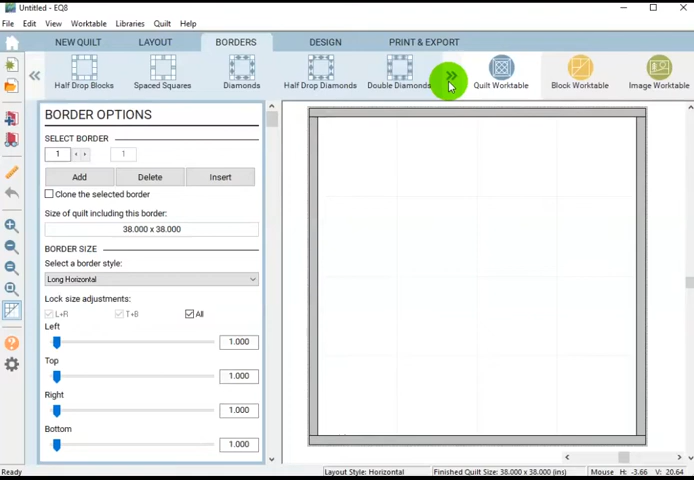 Untitled - EQ8
File Edit View Worktable Libraries Quilt Help
NEW QUILT LAYOUT BORDERS DESIGN PRINT & EXPORT
Half Drop Blocks Spaced Squares Diamonds Half Drop Diamonds Double Diamonds Quilt Worktable Block Worktable Image Worktable
BORDER OPTIONS
SELECT BORDER
1 1
Add Delete Insert
Clone the selected border
Size of quilt including this border:
38.000 x 38.000
BORDER SIZE
Select a border style:
Long Horizontal
Lock size adjustments:
L+R T+B All
Left
1.000
Top
1.000
Right
1.000
Bottom
1.000
Ready Layout Style: Horizontal Finished Quilt Size: 38.000 x 38.000 (ins) Mouse H: -3.66 V: 20.64